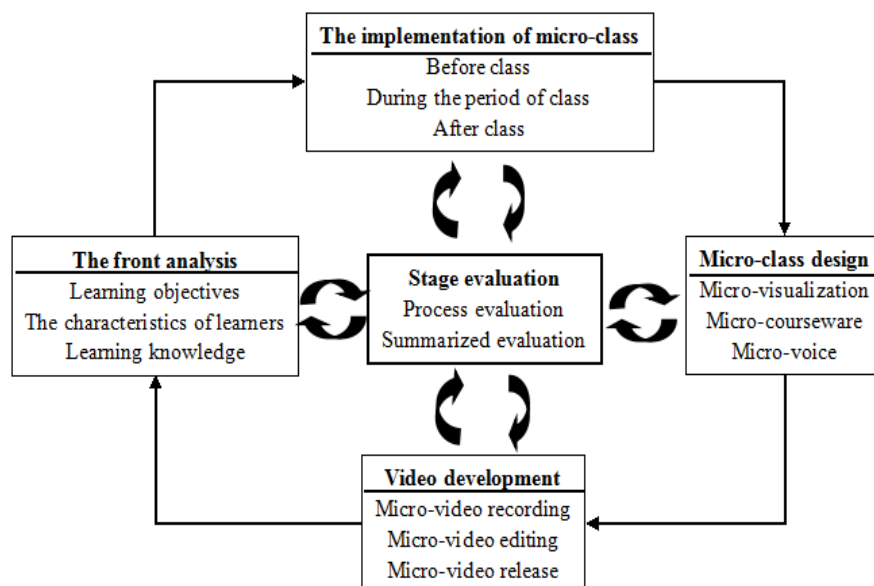 The implementation of micro-class
Before class
During the period of class
After class
The front analysis
Learning objectives
The characteristics of learners
Learning knowledge
Stage evaluation
Process evaluation
Summarized evaluation
Micro-class design
Micro-visualization
Micro-courseware
Micro-voice
Video development
Micro-video recording
Micro-video editing
Micro-video release